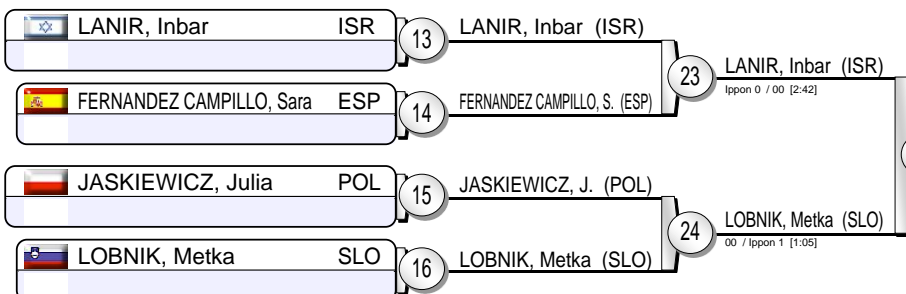 LANIR, Inbar ISR
13
LANIR, Inbar (ISR)
23
LANIR, Inbar (ISR)
Ippon 0 / 00 [2:42]
FERNANDEZ CAMPILLO, Sara ESP
14
FERNANDEZ CAMPILLO, S. (ESP)
JASKIEWICZ, Julia POL
15
JASKIEWICZ, J. (POL)
24
LOBNIK, Metka (SLO)
00 / Ippon 1 [1:05]
LOBNIK, Metka SLO
16
LOBNIK, Metka (SLO)